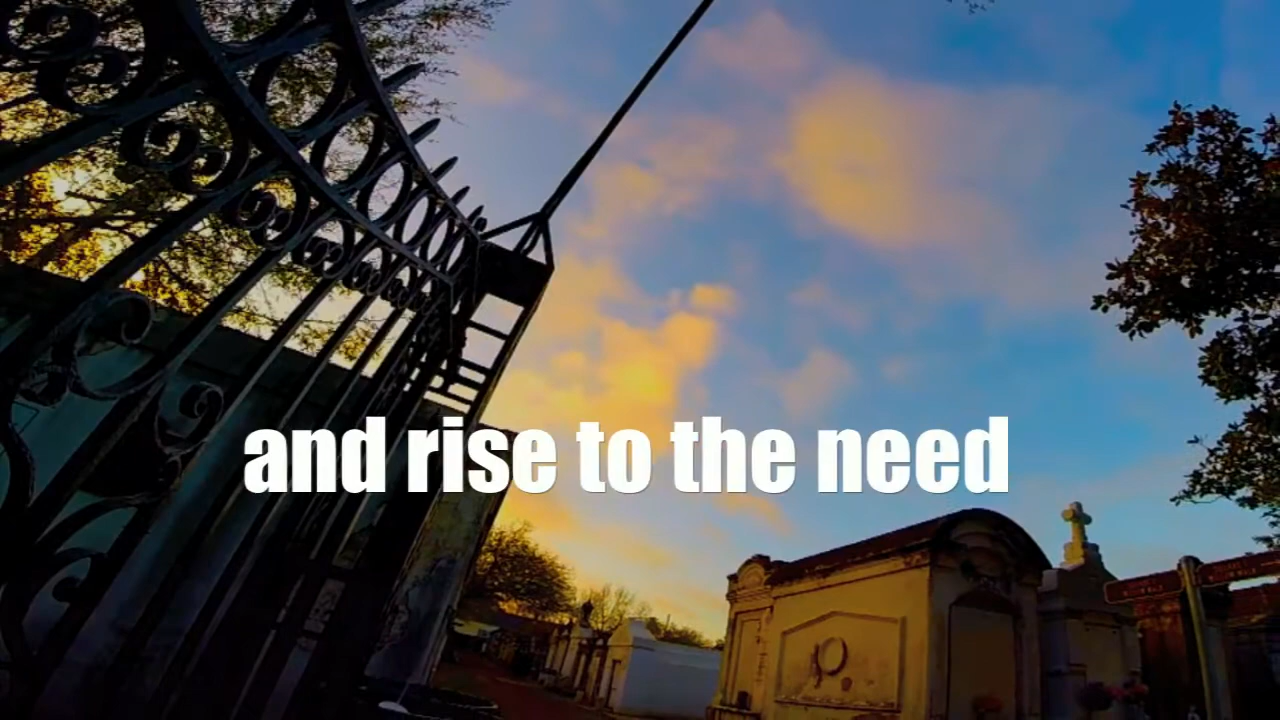 and rise to the need